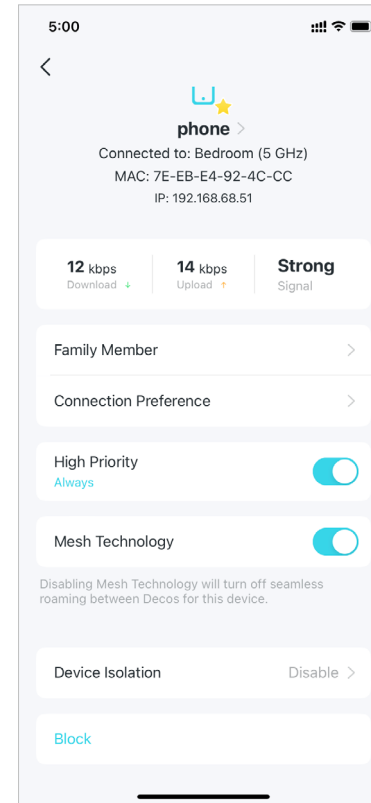 5:00
phone
Connected to: Bedroom (5 GHz)
MAC: 7E-EB-E4-92-4C-CC
IP: 192.168.68.51
12 kbps 14 kbps Strong
Download ↓ Upload ↑ Signal
Family Member
Connection Preference
High Priority
Always
Mesh Technology
Disabling Mesh Technology will turn off seamless
roaming between Decos for this device.
Device Isolation Disable
Block